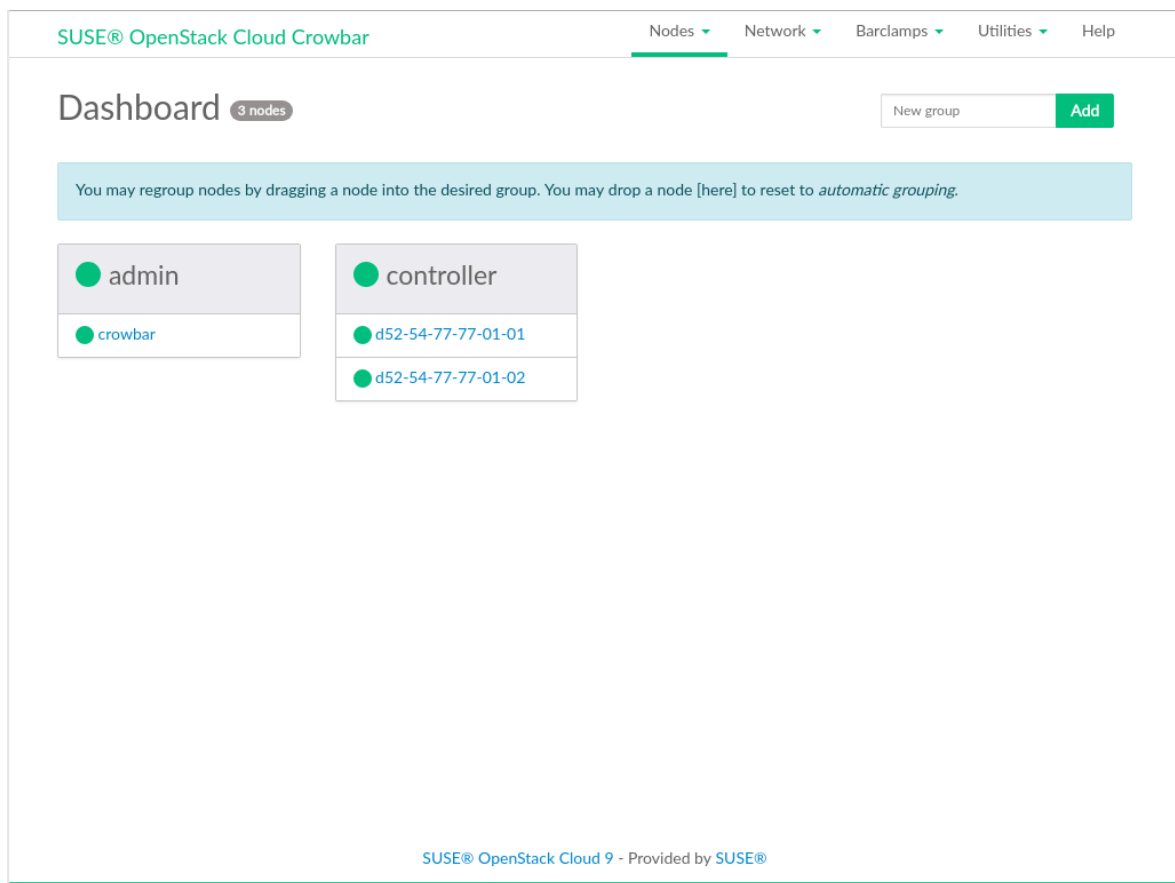 SUSE® OpenStack Cloud Crowbar
Nodes Network Barclamps Utilities Help
Dashboard 3 nodes
New group Add
You may regroup nodes by dragging a node into the desired group. You may drop a node [here] to reset to automatic grouping.
admin
crowbar
controller
d52-54-77-77-01-01
d52-54-77-77-01-02
SUSE® OpenStack Cloud 9 - Provided by SUSE®